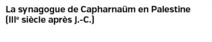 La synagogue de Capharnaüm en Palestine
(IIIᵉ siècle après J.-C.)